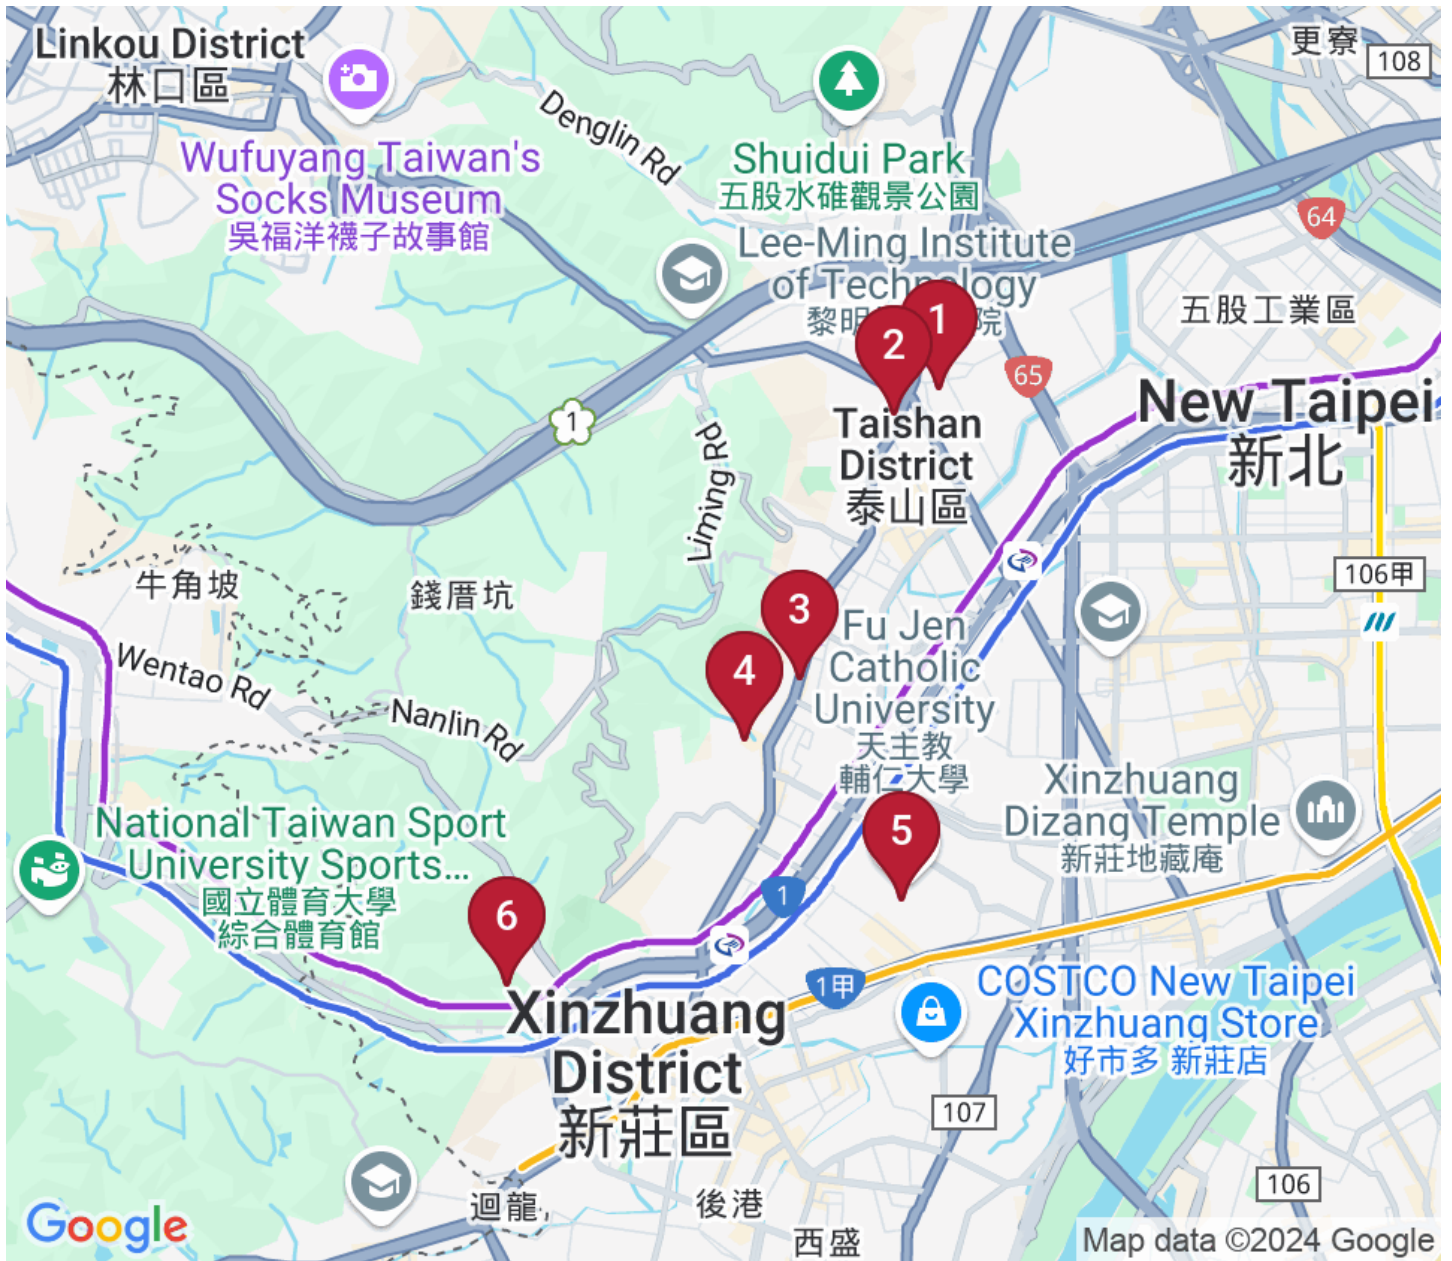 Linkou District
林口區
更寮
108
Denglin Rd
Wufuyang Taiwan's
Socks Museum
吳福洋襪子故事館
Shuidui Park
五股水碓觀景公園
64
Lee-Ming Institute
of Technology
黎明
院
五股工業區
1
2
65
1
New Taipei
新北
Taishan
District
泰山區
Liming Rd
牛角坡
錢厝坑
106甲
3
4
Fu Jen
Catholic
University
天主教
輔仁大學
Wentao Rd
Nanlin Rd
Xinzhuang
Dizang Temple
新莊地藏庵
National Taiwan Sport
University Sports...
國立體育大學
綜合體育館
5
6
1
1甲
COSTCO New Taipei
Xinzhuang Store
好市多 新莊店
Xinzhuang
District
新莊區
107
106
迴龍
後港
西盛
Google
Map data ©2024 Google